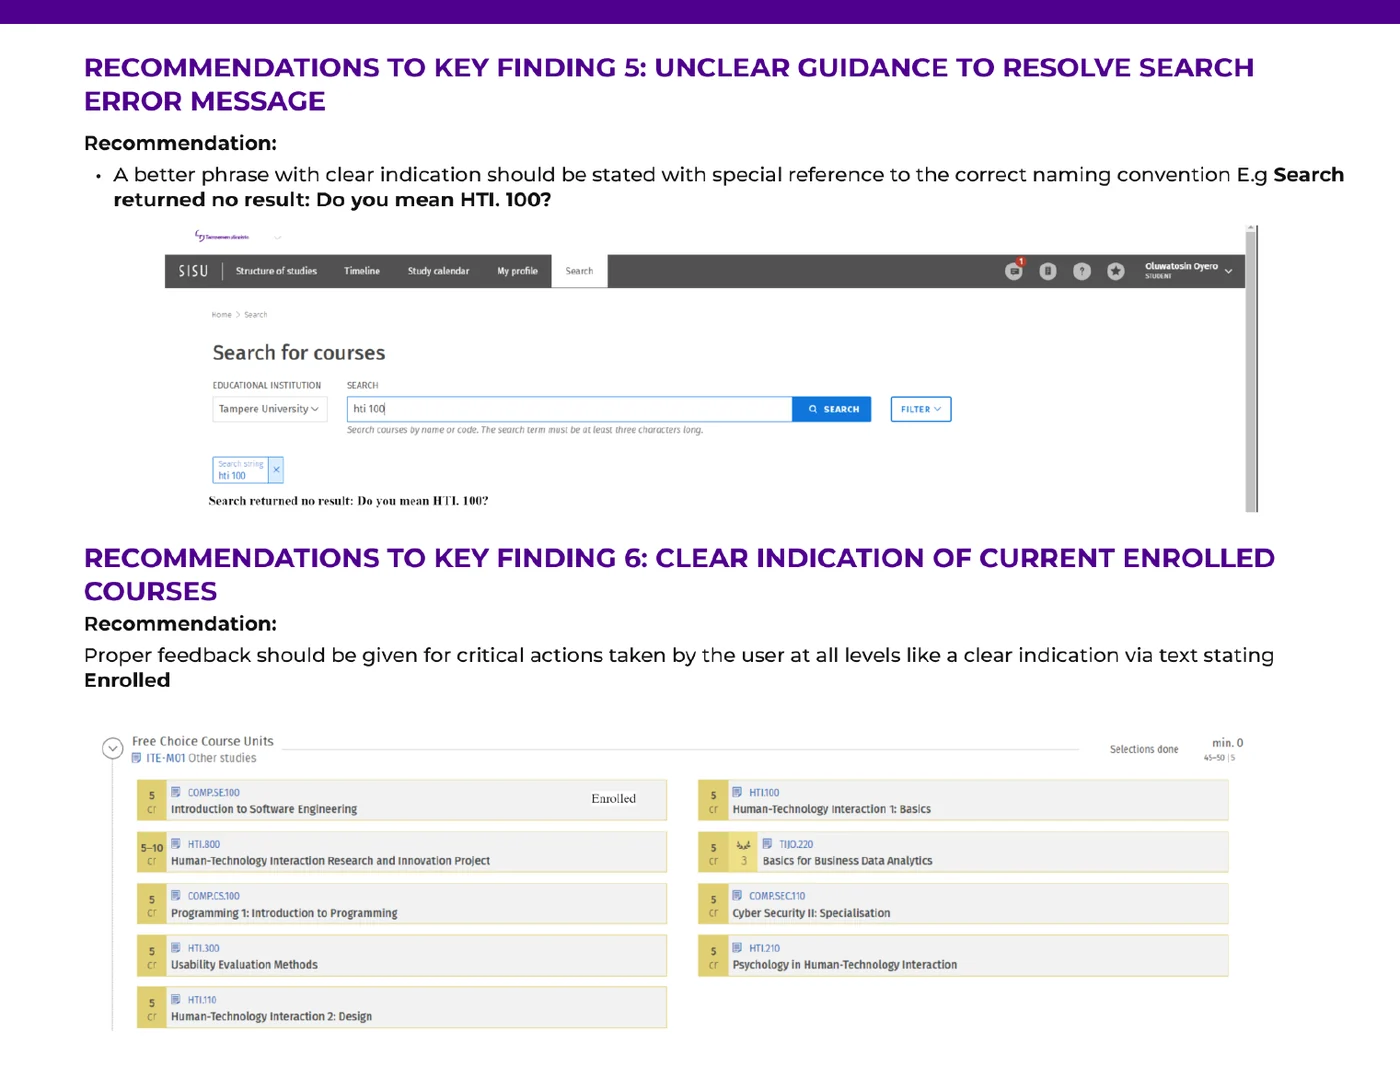 RECOMMENDATIONS TO KEY FINDING 5: UNCLEAR GUIDANCE TO RESOLVE SEARCH
ERROR MESSAGE
Recommendation:
• A better phrase with clear indication should be stated with special reference to the correct naming convention E.g Search
returned no result: Do you mean HTI. 100?
SISU Structure of studies Timeline Study calendar My profile Search 1 ? Oluwatosin Oyero
STUDENT
Home > Search
Search for courses
EDUCATIONAL INSTITUTION SEARCH
Tampere University hti 100 SEARCH FILTER
Search courses by name or code. The search term must be at least three characters long.
Search string
hti 100 ×
Search returned no result: Do you mean HTI. 100?
RECOMMENDATIONS TO KEY FINDING 6: CLEAR INDICATION OF CURRENT ENROLLED
COURSES
Recommendation:
Proper feedback should be given for critical actions taken by the user at all levels like a clear indication via text stating
Enrolled
Free Choice Course Units
ITE-M01 Other studies
Selections done
min. 0
45–50 | 5
5 cr COMP.SE.100
Introduction to Software Engineering
Enrolled
5 cr HTI.100
Human-Technology Interaction 1: Basics
5–10 cr HTI.800
Human-Technology Interaction Research and Innovation Project
5 cr 3 TIJO.220
Basics for Business Data Analytics
5 cr COMP.CS.100
Programming 1: Introduction to Programming
5 cr COMP.SEC.110
Cyber Security II: Specialisation
5 cr HTI.300
Usability Evaluation Methods
5 cr HTI.210
Psychology in Human-Technology Interaction
5 cr HTI.110
Human-Technology Interaction 2: Design